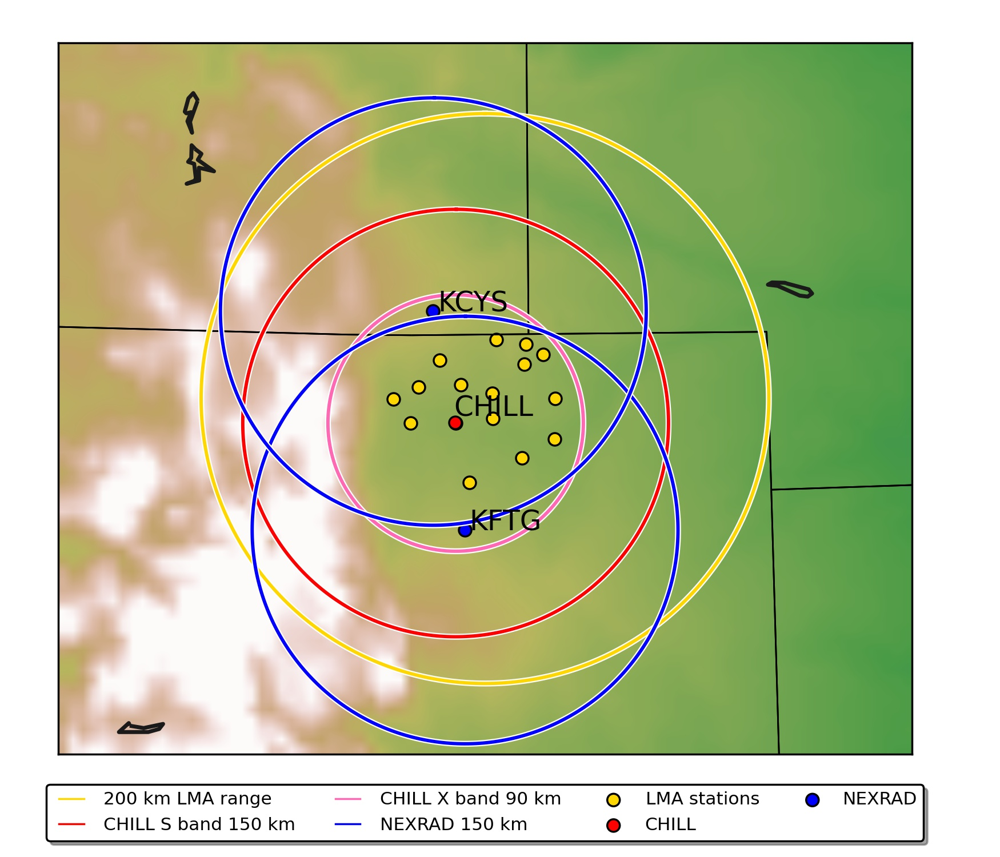 KCYS
CHILL
KFTG
200 km LMA range
CHILL S band 150 km
CHILL X band 90 km
NEXRAD 150 km
LMA stations
CHILL
NEXRAD